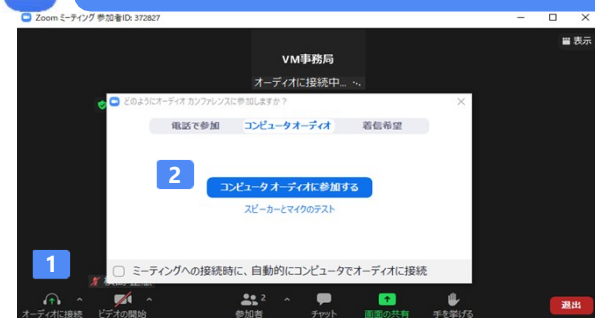 Zoom ミーティング 参加者ID: 372827
表示
VM事務局
オーディオに接続中...
どのようにオーディオ カンファレンスに参加しますか？
電話で参加 コンピュータオーディオ 着信希望
2
コンピュータ オーディオに参加する
スピーカーとマイクのテスト
1
ミーティングへの接続時に、自動的にコンピュータでオーディオに接続
オーディオに接続 ビデオの開始 参加者 2 チャット 画面の共有 手を挙げる 退出